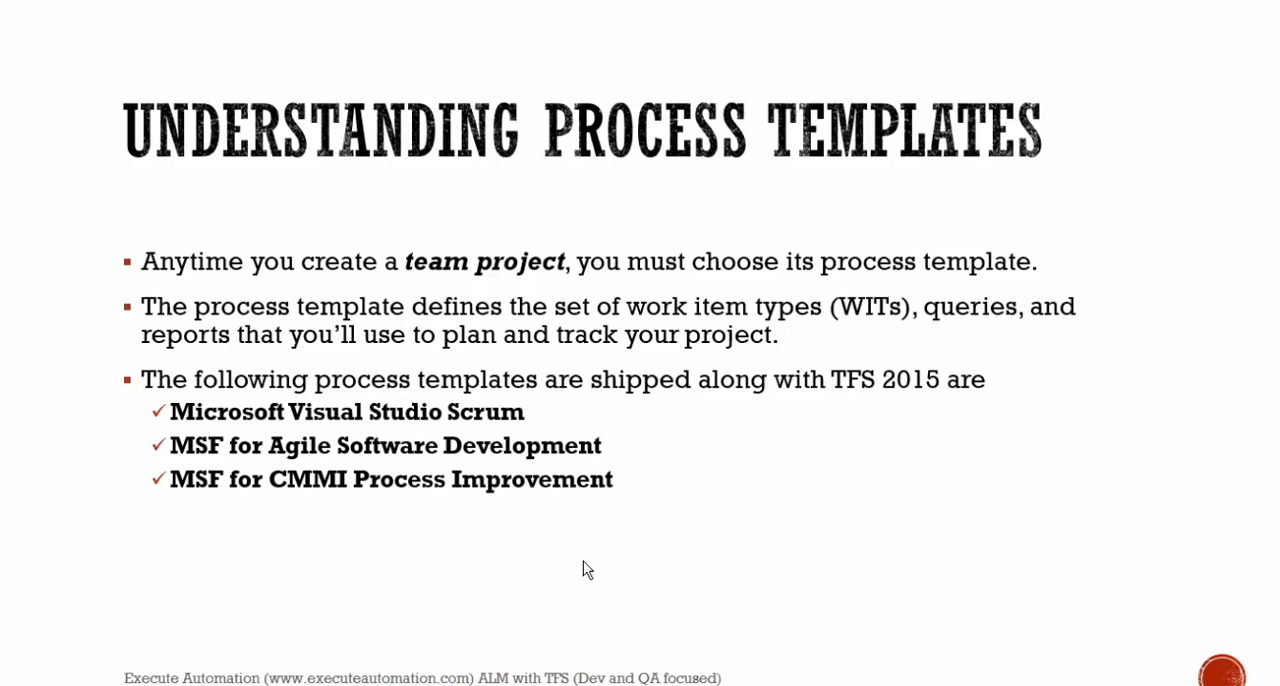 UNDERSTANDING PROCESS TEMPLATES
Anytime you create a team project, you must choose its process template.
The process template defines the set of work item types (WITs), queries, and
reports that you'll use to plan and track your project.
The following process templates are shipped along with TFS 2015 are
Microsoft Visual Studio Scrum
MSF for Agile Software Development
MSF for CMMI Process Improvement
Execute Automation (www.executeautomation.com) ALM with TFS (Dev and QA focused)